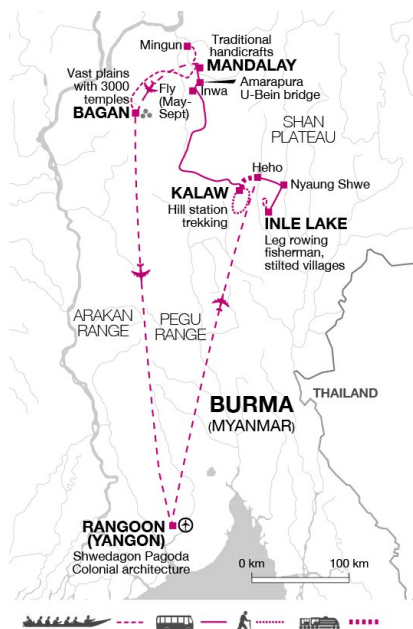 Mingun
Traditional
handicrafts
MANDALAY
Vast plains
with 3000
temples
Fly
(May-
Sept)
Amarapura
U-Bein bridge
Inwa
BAGAN
SHAN
PLATEAU
Heho
Nyaung Shwe
KALAW
Hill station
trekking
INLE LAKE
Leg rowing
fisherman,
stilted villages
ARAKAN
RANGE
PEGU
RANGE
BURMA
(MYANMAR)
THAILAND
RANGOON
(YANGON)
Shwedagon Pagoda
Colonial architecture
0 km
100 km